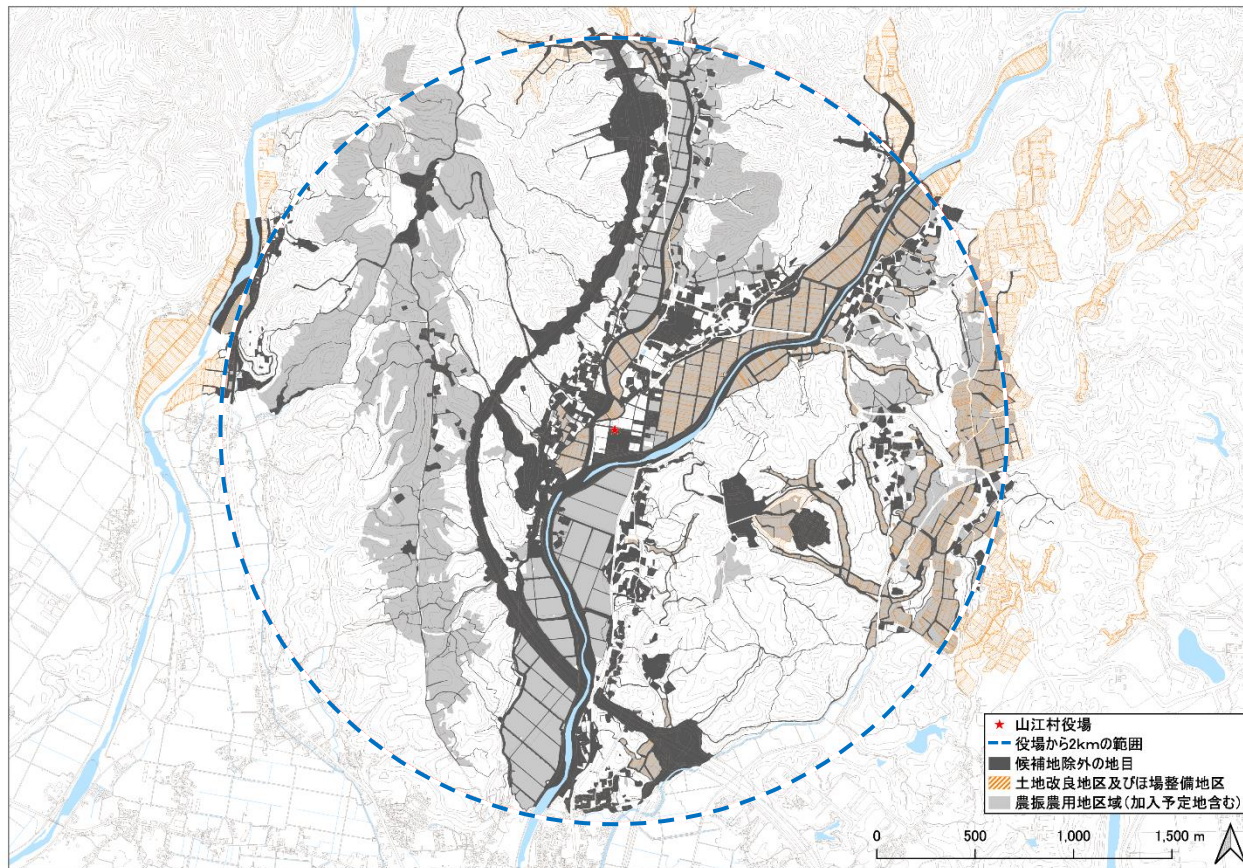 山江村役場
役場から2kmの範囲
候補地除外の地目
土地改良地区及びほ場整備地区
農振農用地区域(加入予定地含む)
0 500 1,000 1,500 m